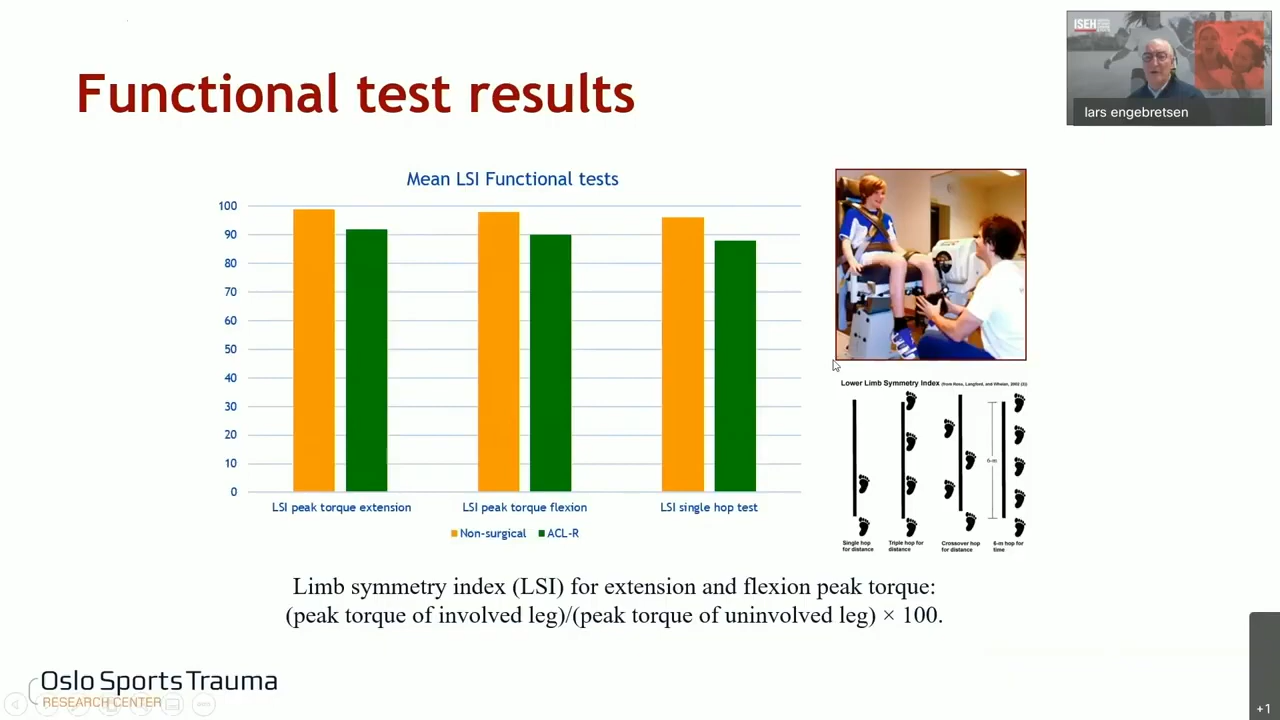 Functional test results
ISEH
lars engebretsen
Mean LSI Functional tests
100
90
80
70
60
50
40
30
20
10
0
LSI peak torque extension
LSI peak torque flexion
LSI single hop test
Non-surgical
ACL-R
Lower Limb Symmetry Index
6-m
Single hop
for distance
Triple hop for
distance
Crossover hop
for distance
6-m hop for
time
Limb symmetry index (LSI) for extension and flexion peak torque:
(peak torque of involved leg)/(peak torque of uninvolved leg) × 100.
Oslo Sports Trauma
RESEARCH CENTER
+1